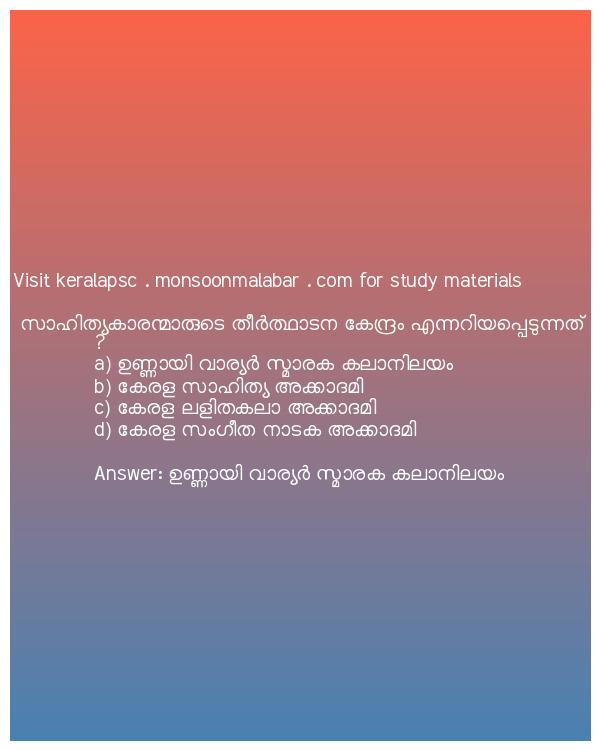 Visit keralapsc . monsoonmalabar . com for study materials
സാഹിത്യകാരന്മാരുടെ തീർത്ഥാടന കേന്ദ്രം എന്നറിയപ്പെടുന്നത്
?
a) ഉണ്ണായി വാര്യർ സ്മാരക കലാനിലയം
b) കേരള സാഹിത്യ അക്കാദമി
c) കേരള ലളിതകലാ അക്കാദമി
d) കേരള സംഗീത നാടക അക്കാദമി
Answer: ഉണ്ണായി വാര്യർ സ്മാരക കലാനിലയം